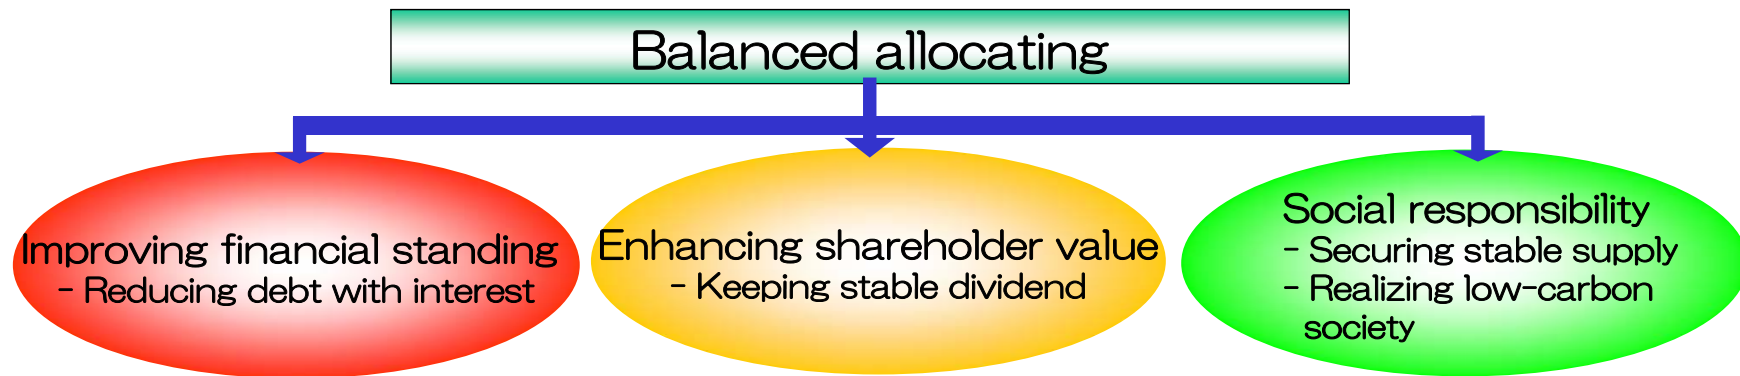 Balanced allocating
Improving financial standing
- Reducing debt with interest
Enhancing shareholder value
- Keeping stable dividend
Social responsibility
- Securing stable supply
- Realizing low-carbon
society